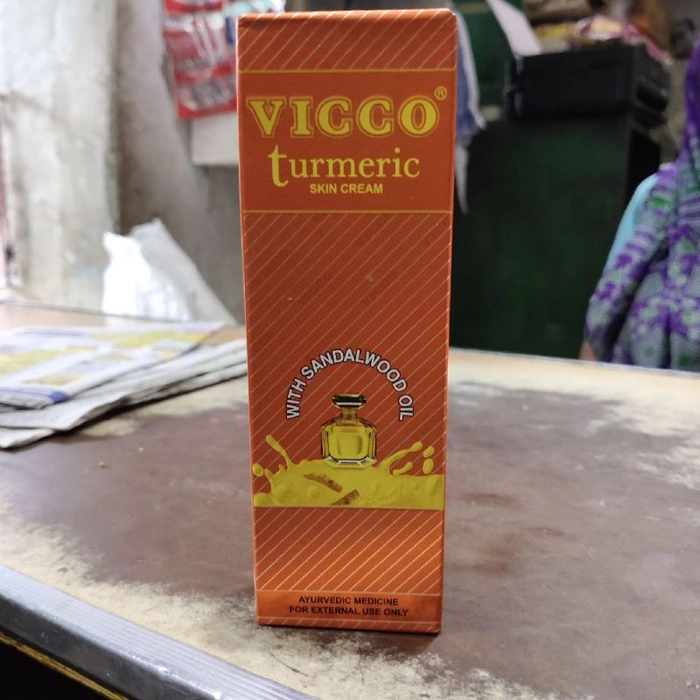 VICCO®
turmeric
SKIN CREAM
WITH SANDALWOOD OIL
AYURVEDIC MEDICINE
FOR EXTERNAL USE ONLY